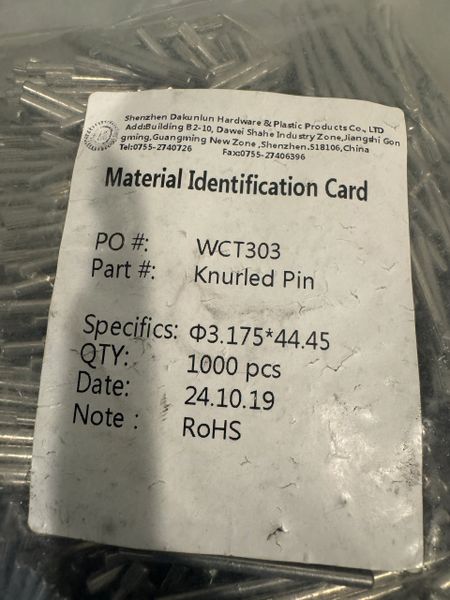 Shenzhen Dakunlun Hardware & Plastic Products Co., LTD
Adds:Building B2-10, Dawei Shahe Industry Zone,Jiangshi Gon
gming,Guangming New Zone ,Shenzhen.518106,China
Tel:0755-2740726 Fax:0755-27406396
Material Identification Card
PO #: WCT303
Part #: Knurled Pin
Specifics: Φ3.175*44.45
QTY: 1000 pcs
Date: 24.10.19
Note : RoHS